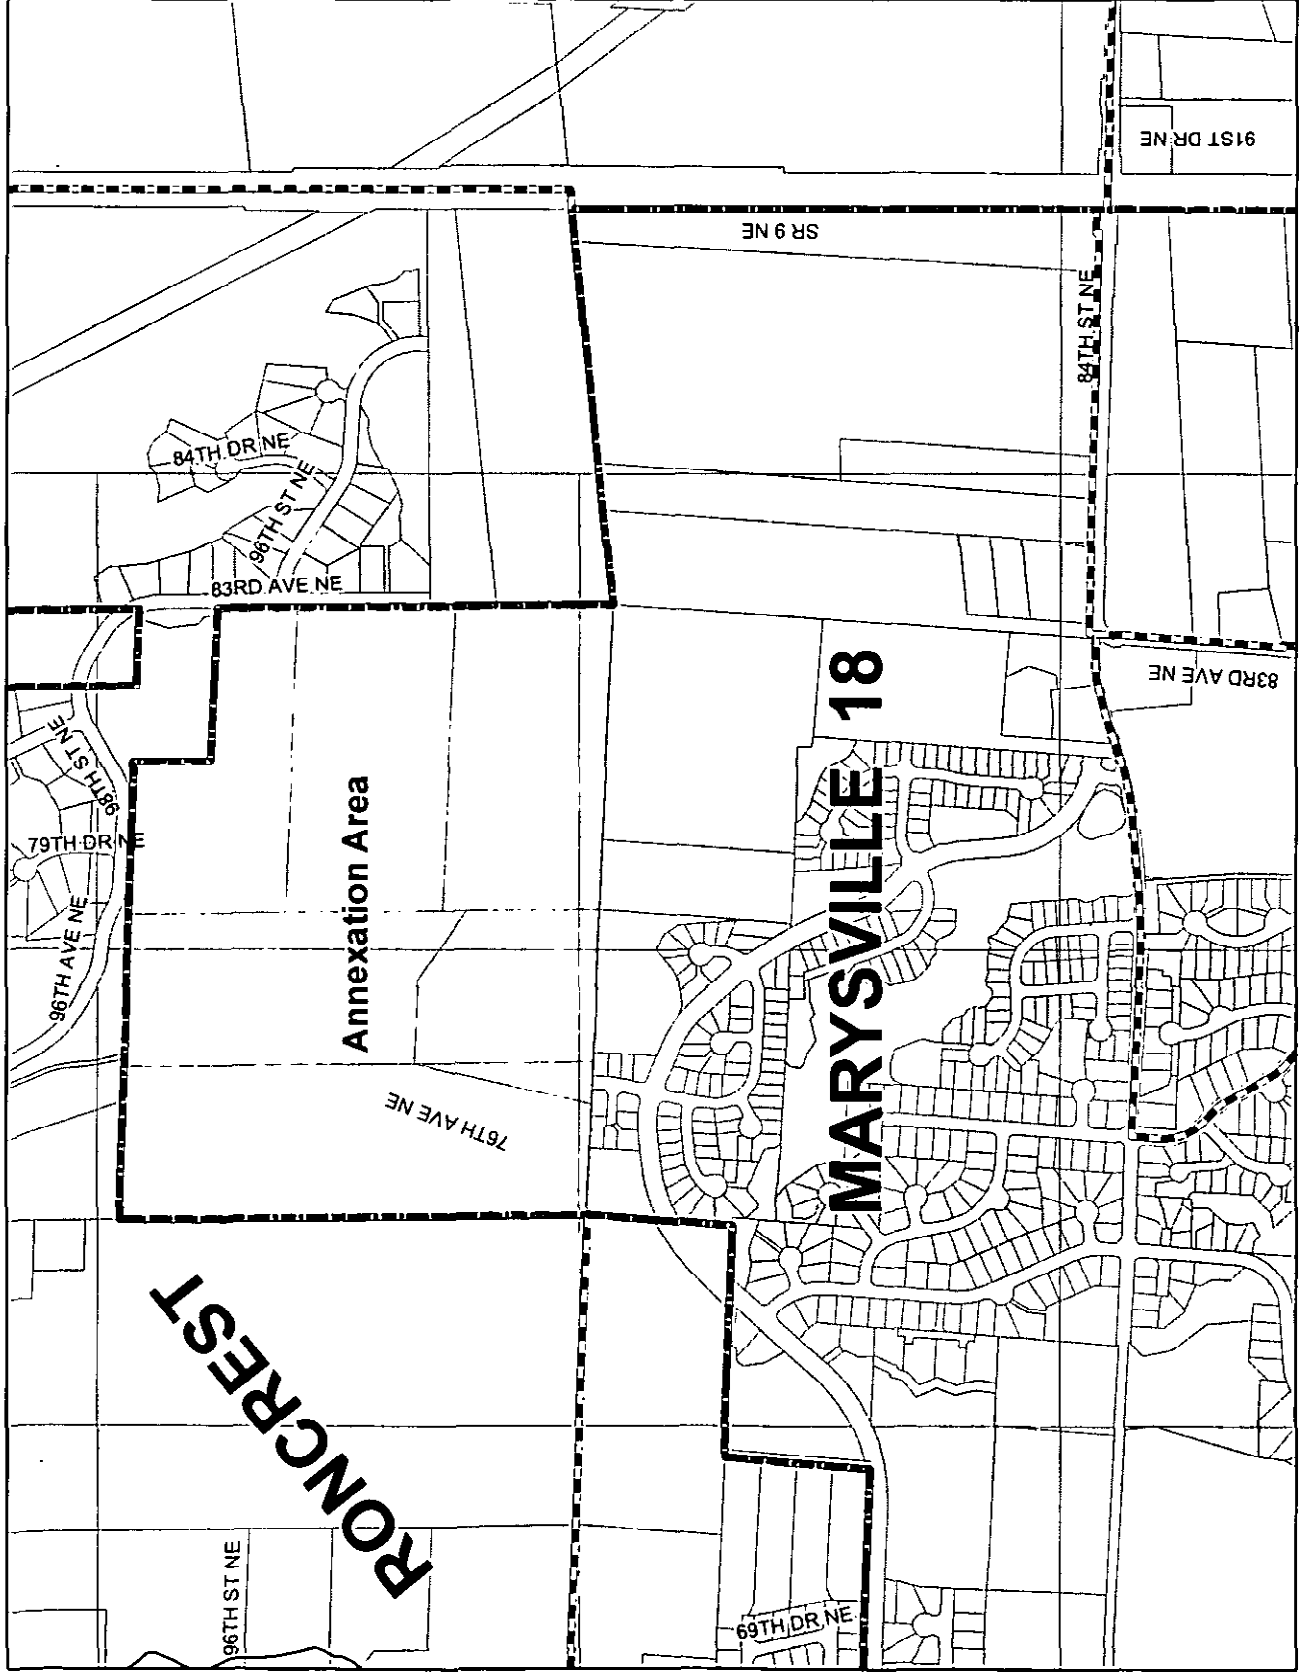 91ST DR NE
SR 9 NE
84TH ST NE
84TH DR NE
96TH ST NE
83RD AVE NE
83RD AVE NE
98TH ST NE
79TH DR NE
96TH AVE NE
Annexation Area
MARYSVILLE 18
76TH AVE NE
RONCREST
96TH ST NE
69TH DR NE